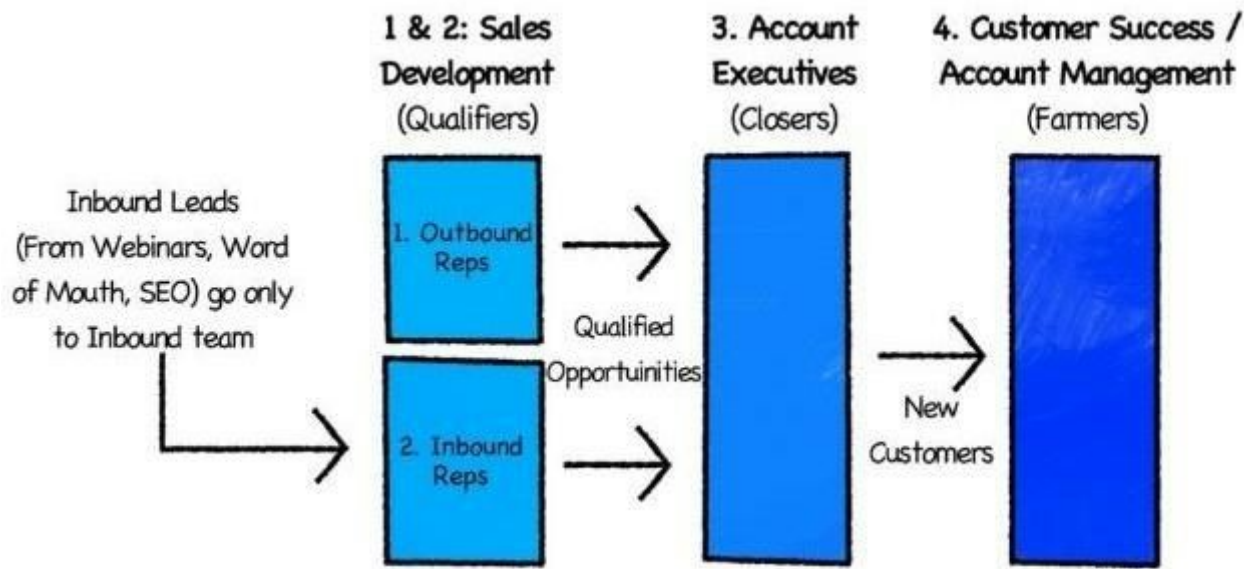 1 & 2: Sales
Development
(Qualifiers)
3. Account
Executives
(Closers)
4. Customer Success /
Account Management
(Farmers)
Inbound Leads
(From Webinars, Word
of Mouth, SEO) go only
to Inbound team
1. Outbound
Reps
2. Inbound
Reps
Qualified
Opportuinities
New
Customers